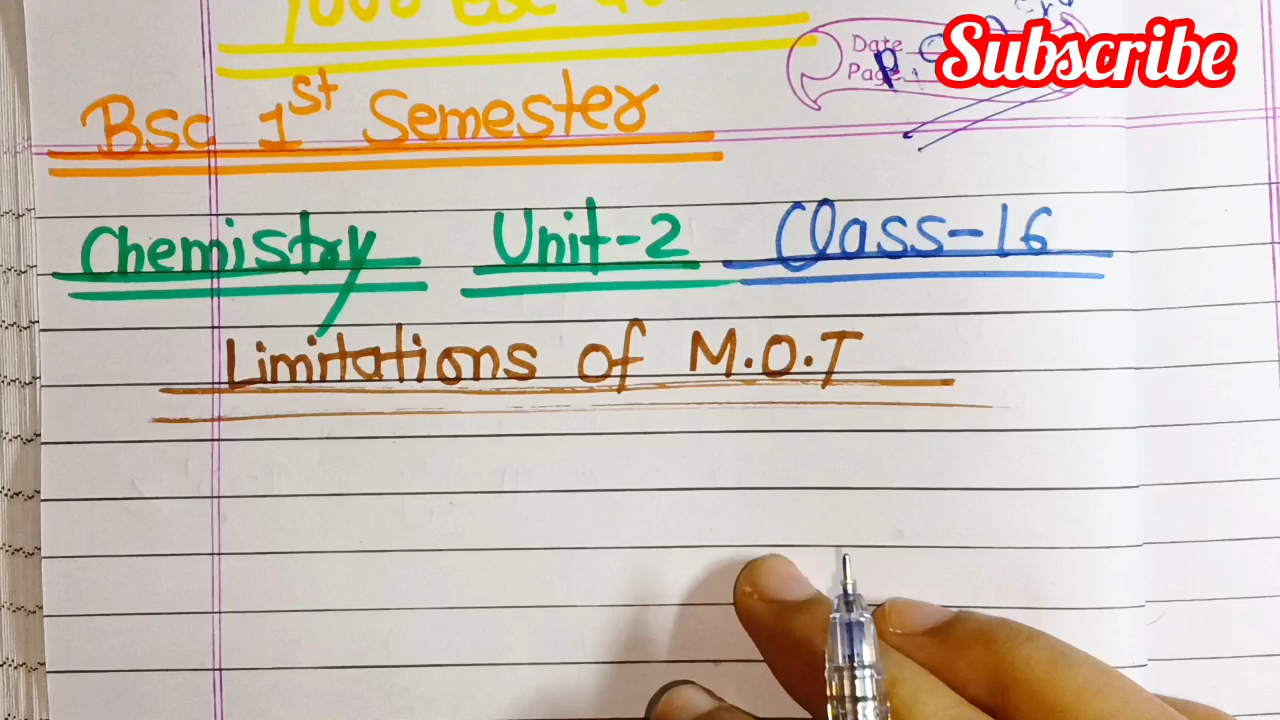 Subscribe
Date
Page
Bsc 1st Semester
Chemistry Unit-2 Class-16
Limitations of M.O.T